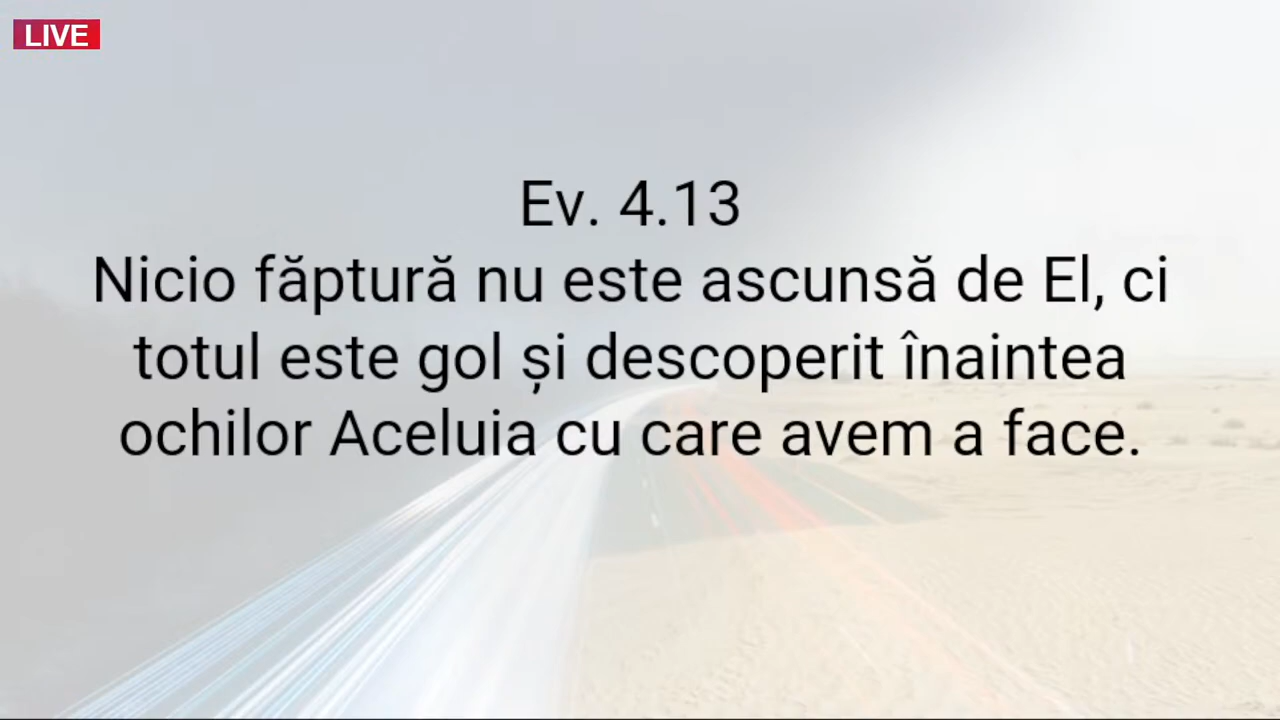 LIVE
Ev. 4.13
Nicio făptură nu este ascunsă de El, ci
totul este gol și descoperit înaintea
ochilor Aceluia cu care avem a face.